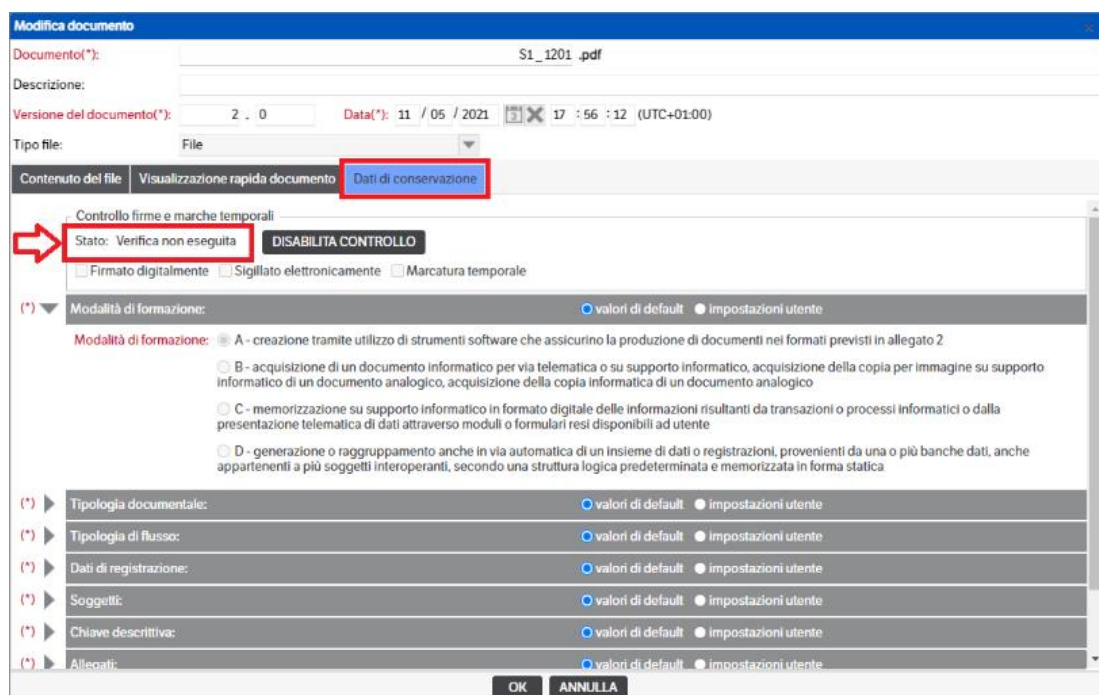 Modifica documento
Documento(*): S1_1201 .pdf
Descrizione:
Versione del documento(*): 2 . 0 Data(*): 11 / 05 / 2021 17 : 56 : 12 (UTC+01:00)
Tipo file: File
Contenuto del file Visualizzazione rapida documento Dati di conservazione
Controllo firme e marche temporali
Stato: Verifica non eseguita DISABILITA CONTROLLO
Firmato digitalmente Sigillato elettronicamente Marcatura temporale
(*) Modalità di formazione: valori di default impostazioni utente
Modalità di formazione: A - creazione tramite utilizzo di strumenti software che assicurino la produzione di documenti nei formati previsti in allegato 2
B - acquisizione di un documento informatico per via telematica o su supporto informatico, acquisizione della copia per immagine su supporto
informatico di un documento analogico, acquisizione della copia informatica di un documento analogico
C - memorizzazione su supporto informatico in formato digitale delle informazioni risultanti da transazioni o processi informatici o dalla
presentazione telematica di dati attraverso moduli o formulari resi disponibili ad utente
D - generazione o raggruppamento anche in via automatica di un insieme di dati o registrazioni, provenienti da una o più banche dati, anche
appartenenti a più soggetti interoperanti, secondo una struttura logica predeterminata e memorizzata in forma statica
(*) Tipologia documentale: valori di default impostazioni utente
(*) Tipologia di flusso: valori di default impostazioni utente
(*) Dati di registrazione: valori di default impostazioni utente
(*) Soggetti: valori di default impostazioni utente
(*) Chiave descrittiva: valori di default impostazioni utente
(*) Allegati: valori di default impostazioni utente
OK ANNULLA